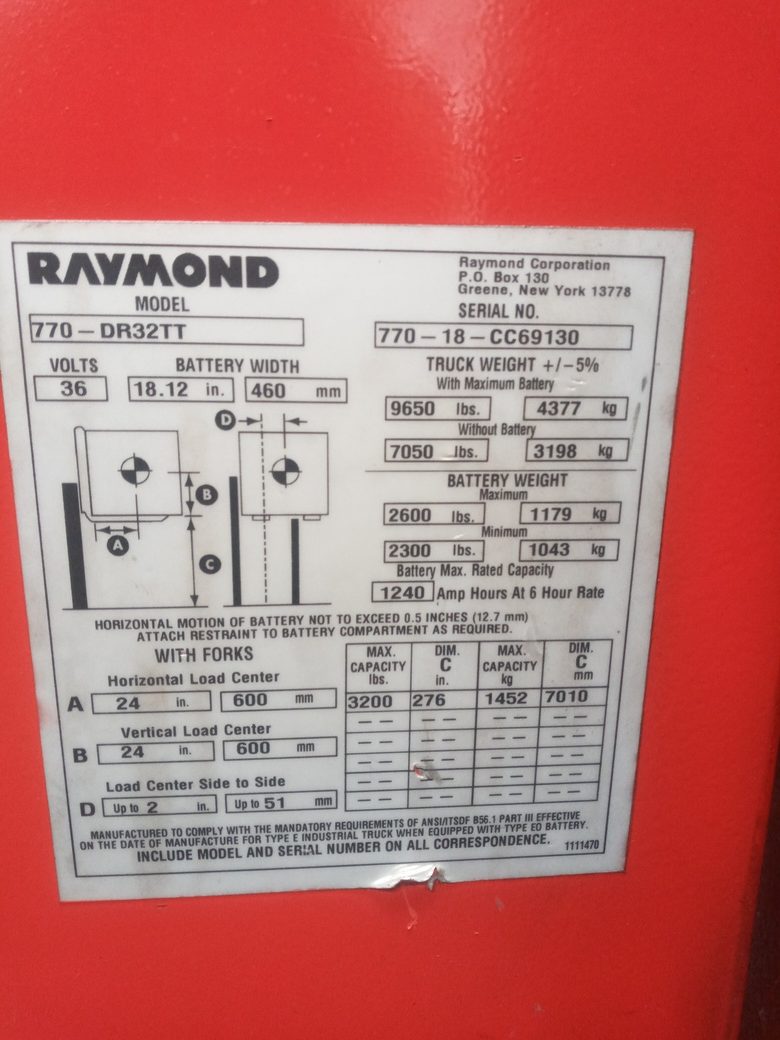 RAYMOND
Raymond Corporation
P.O. Box 130
Greene, New York 13778
MODEL
770-DR32TT
SERIAL NO.
770-18-CC69130
VOLTS
36
BATTERY WIDTH
18.12 in. 460 mm
TRUCK WEIGHT +/-5%
With Maximum Battery
9650 lbs. 4377 kg
Without Battery
7050 lbs. 3198 kg
BATTERY WEIGHT
Maximum
2600 lbs. 1179 kg
Minimum
2300 lbs. 1043 kg
Battery Max. Rated Capacity
1240 Amp Hours At 6 Hour Rate
D
B
A
C
HORIZONTAL MOTION OF BATTERY NOT TO EXCEED 0.5 INCHES (12.7 mm)
ATTACH RESTRAINT TO BATTERY COMPARTMENT AS REQUIRED.
WITH FORKS
Horizontal Load Center
A 24 in. 600 mm
Vertical Load Center
B 24 in. 600 mm
Load Center Side to Side
D Up to 2 in. Up to 51 mm
MAX. CAPACITY lbs. DIM. C in. MAX. CAPACITY kg DIM. C mm
3200 276 1452 7010
-- -- -- --
-- -- -- --
-- -- -- --
-- -- -- --
MANUFACTURED TO COMPLY WITH THE MANDATORY REQUIREMENTS OF ANSI/ITSDF B56.1 PART III EFFECTIVE
ON THE DATE OF MANUFACTURE FOR TYPE E INDUSTRIAL TRUCK WHEN EQUIPPED WITH TYPE EO BATTERY.
INCLUDE MODEL AND SERIAL NUMBER ON ALL CORRESPONDENCE. 1111470